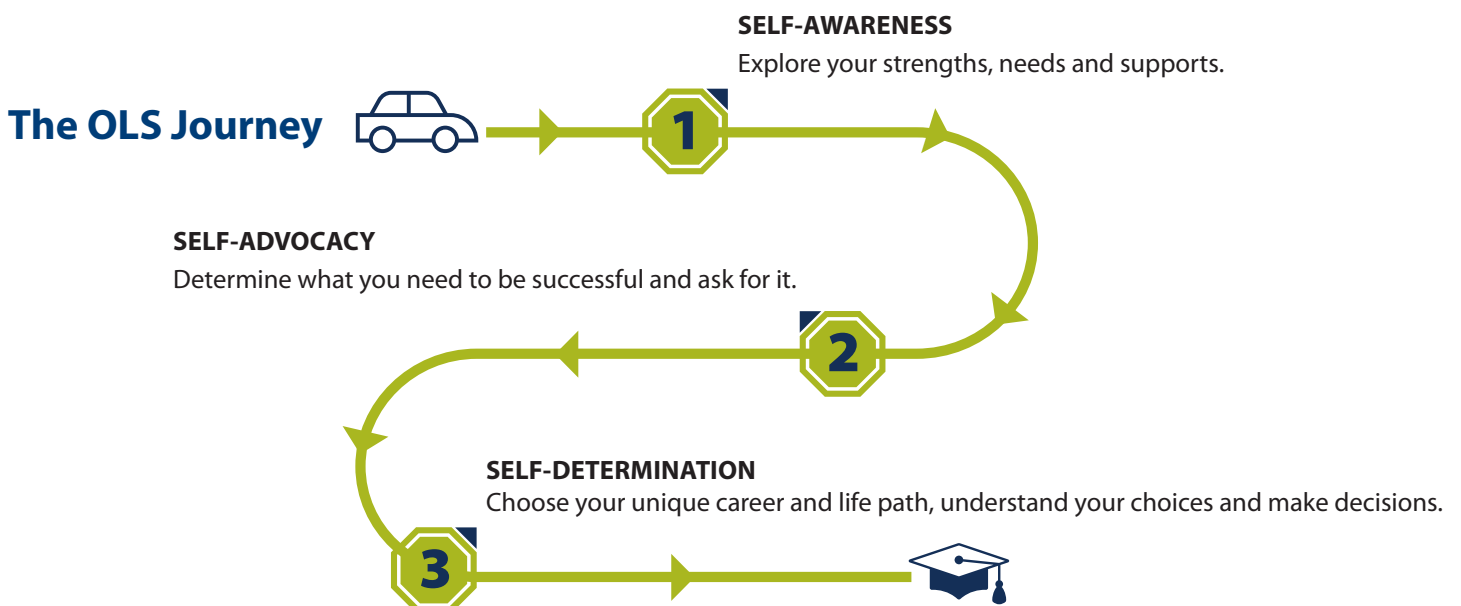 SELF-AWARENESS
Explore your strengths, needs and supports.
The OLS Journey
1
SELF-ADVOCACY
Determine what you need to be successful and ask for it.
2
SELF-DETERMINATION
Choose your unique career and life path, understand your choices and make decisions.
3